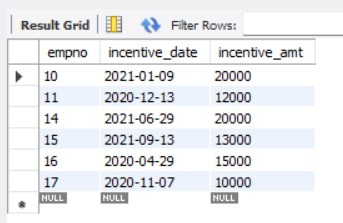 Result Grid Filter Rows:
empno incentive_date incentive_amt
10 2021-01-09 20000
11 2020-12-13 12000
14 2021-06-29 20000
15 2021-09-13 13000
16 2020-04-29 15000
17 2020-11-07 10000
NULL NULL NULL